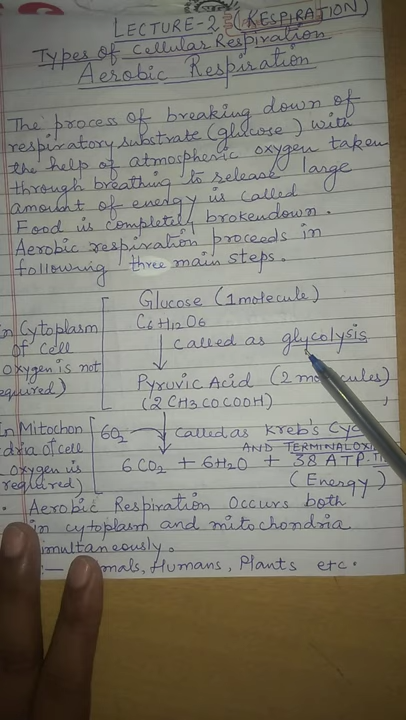 LECTURE-2 (RESPIRATION)
Types of Cellular Respiration
Aerobic Respiration
The process of breaking down of
respiratory substrate (glucose) with
the help of atmospheric oxygen taken
through breathing to release large
amount of energy is called
Food is completely brokendown.
Aerobic respiration proceeds in
following three main steps.
Glucose (1 molecule)
in Cytoplasm
of Cell
oxygen is not
required)
C6H12O6
called as glycolysis
Pyruvic Acid (2 molecules)
(2 CH3COCOOH)
in Mitochon
dria of cell
oxygen is
required)
6O2
called as Kreb's Cyc
AND TERMINAL OXI
6CO2 + 6H2O + 38 ATP
(Energy)
• Aerobic Respiration Occurs both
in cytoplasm and mitochondria
imultaneously.
mals, Humans, Plants etc.